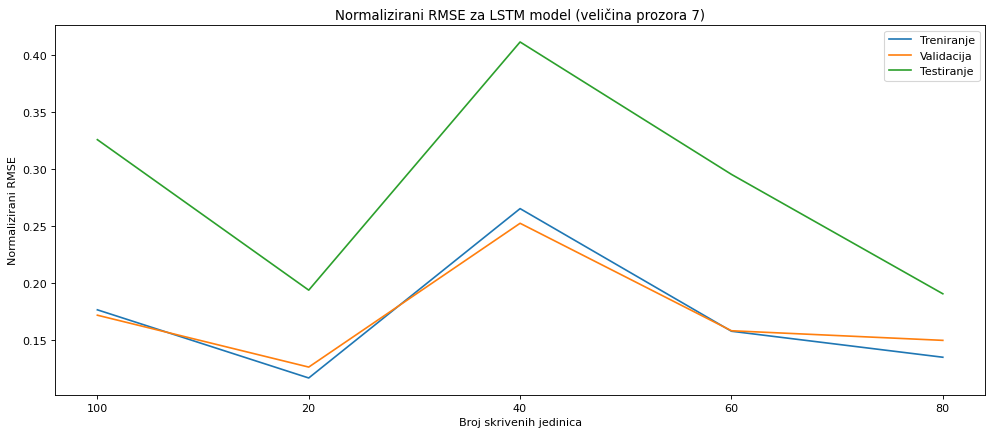 Normalizirani RMSE za LSTM model (veličina prozora 7)
Treniranje
Validacija
Testiranje
Normalizirani RMSE
0.40
0.35
0.30
0.25
0.20
0.15
100 20 40 60 80
Broj skrivenih jedinica